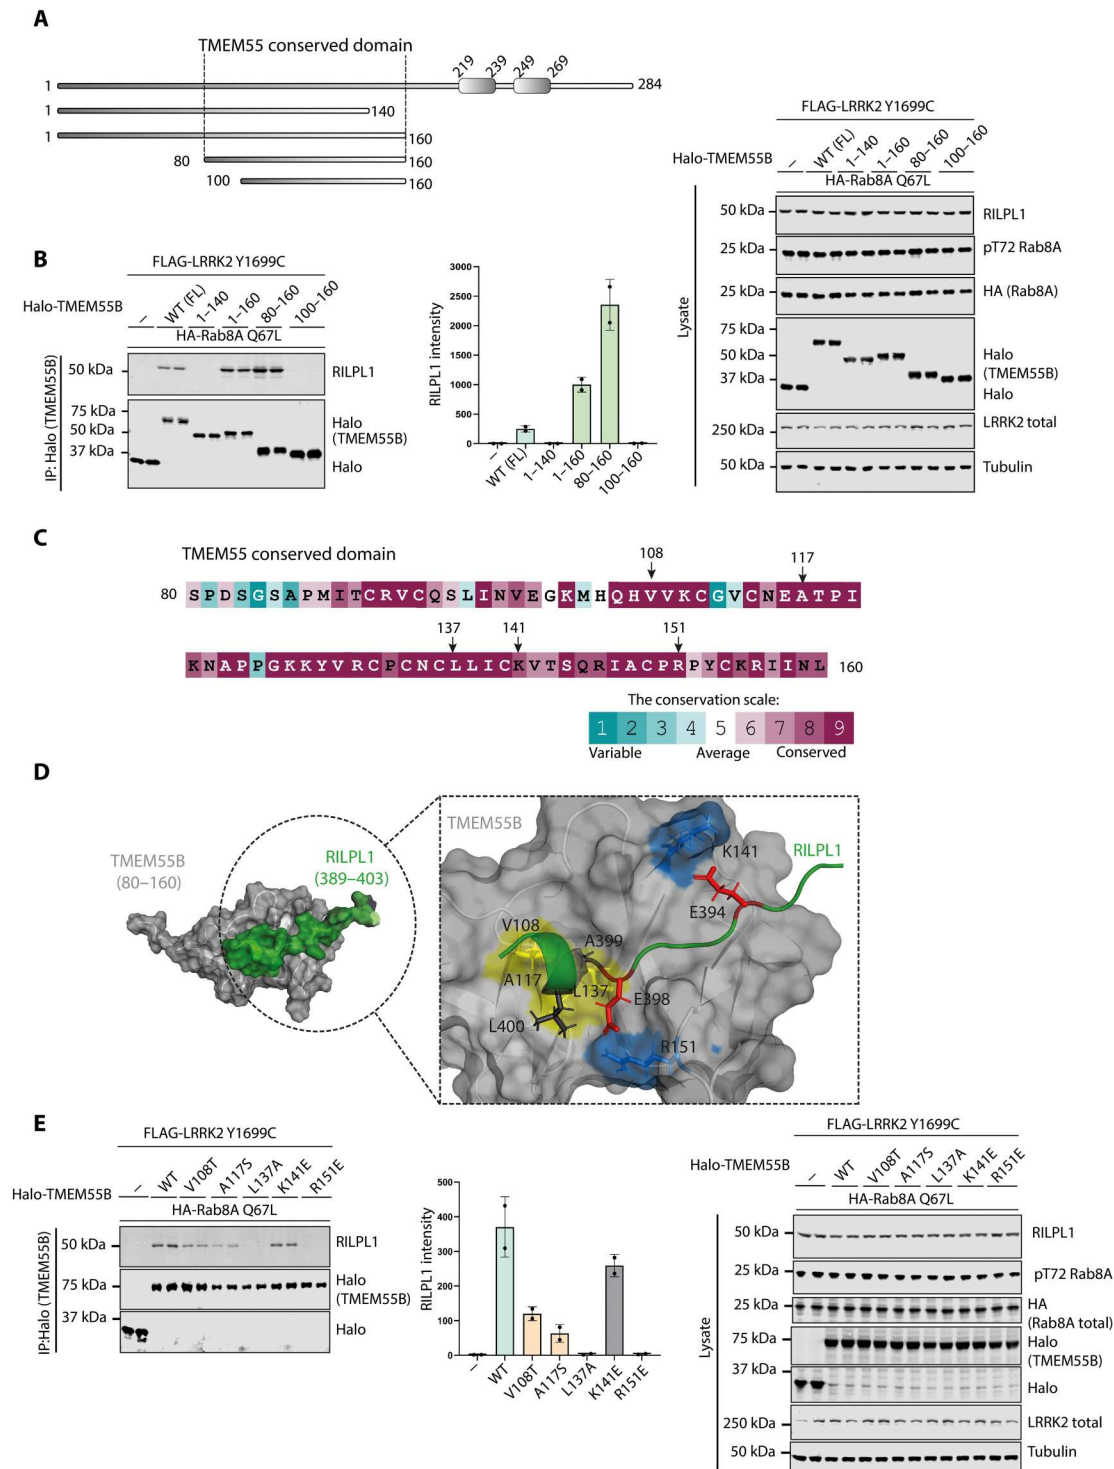 A
TMEM55 conserved domain
219 239 249 269
1 284
1 140
1 160
80 160
100 160
FLAG-LRRK2 Y1699C
Halo-TMEM55B – WT (FL) 1–140 1–160 80–160 100–160
HA-Rab8A Q67L
Lysate
50 kDa RILPL1
25 kDa pT72 Rab8A
25 kDa HA (Rab8A)
75 kDa
50 kDa Halo
(TMEM55B)
37 kDa Halo
250 kDa LRRK2 total
50 kDa Tubulin
B
FLAG-LRRK2 Y1699C
Halo-TMEM55B – WT (FL) 1–140 1–160 80–160 100–160
HA-Rab8A Q67L
IP: Halo (TMEM55B)
50 kDa RILPL1
75 kDa
50 kDa Halo
(TMEM55B)
37 kDa Halo
RILPL1 intensity
3000
2500
2000
1500
1000
500
0
– WT (FL) 1–140 1–160 80–160 100–160
C
TMEM55 conserved domain
108 117
80 SPDSGSAPMITCRVCQSLINVEGKMHQHVVKCGVCNEATPI
137 141 151
KNAPPGKKYVRCPCNCLLICKVTSQRIACPRPYCKRIINL 160
The conservation scale:
1 2 3 4 5 6 7 8 9
Variable Average Conserved
D
TMEM55B
(80–160)
RILPL1
(389–403)
TMEM55B
K141
RILPL1
E394
V108
A399
A117
L137
E398
L400
R151
E
FLAG-LRRK2 Y1699C
Halo-TMEM55B – WT V108T A117S L137A K141E R151E
HA-Rab8A Q67L
IP:Halo (TMEM55B)
50 kDa RILPL1
75 kDa Halo
(TMEM55B)
37 kDa Halo
RILPL1 intensity
500
400
300
200
100
0
– WT V108T A117S L137A K141E R151E
FLAG-LRRK2 Y1699C
Halo-TMEM55B – WT V108T A117S L137A K141E R151E
HA-Rab8A Q67L
Lysate
50 kDa RILPL1
25 kDa pT72 Rab8A
25 kDa HA
(Rab8A total)
75 kDa Halo
(TMEM55B)
37 kDa Halo
250 kDa LRRK2 total
50 kDa Tubulin